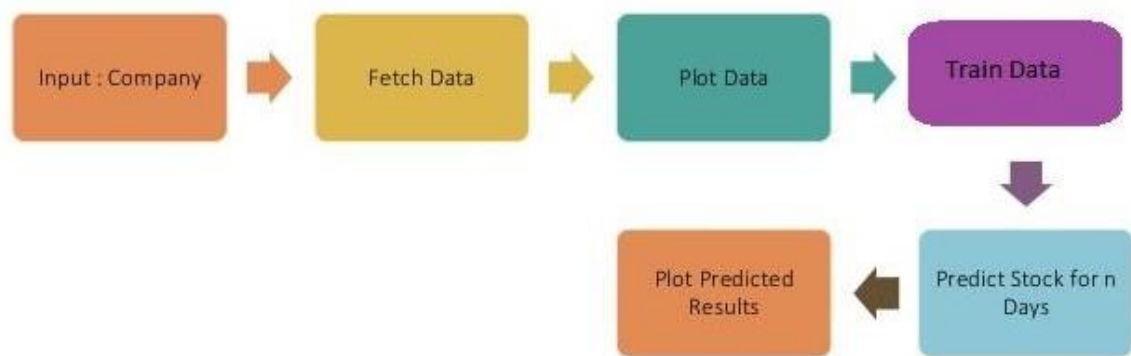 Input : Company
Fetch Data
Plot Data
Train Data
Predict Stock for n
Days
Plot Predicted
Results